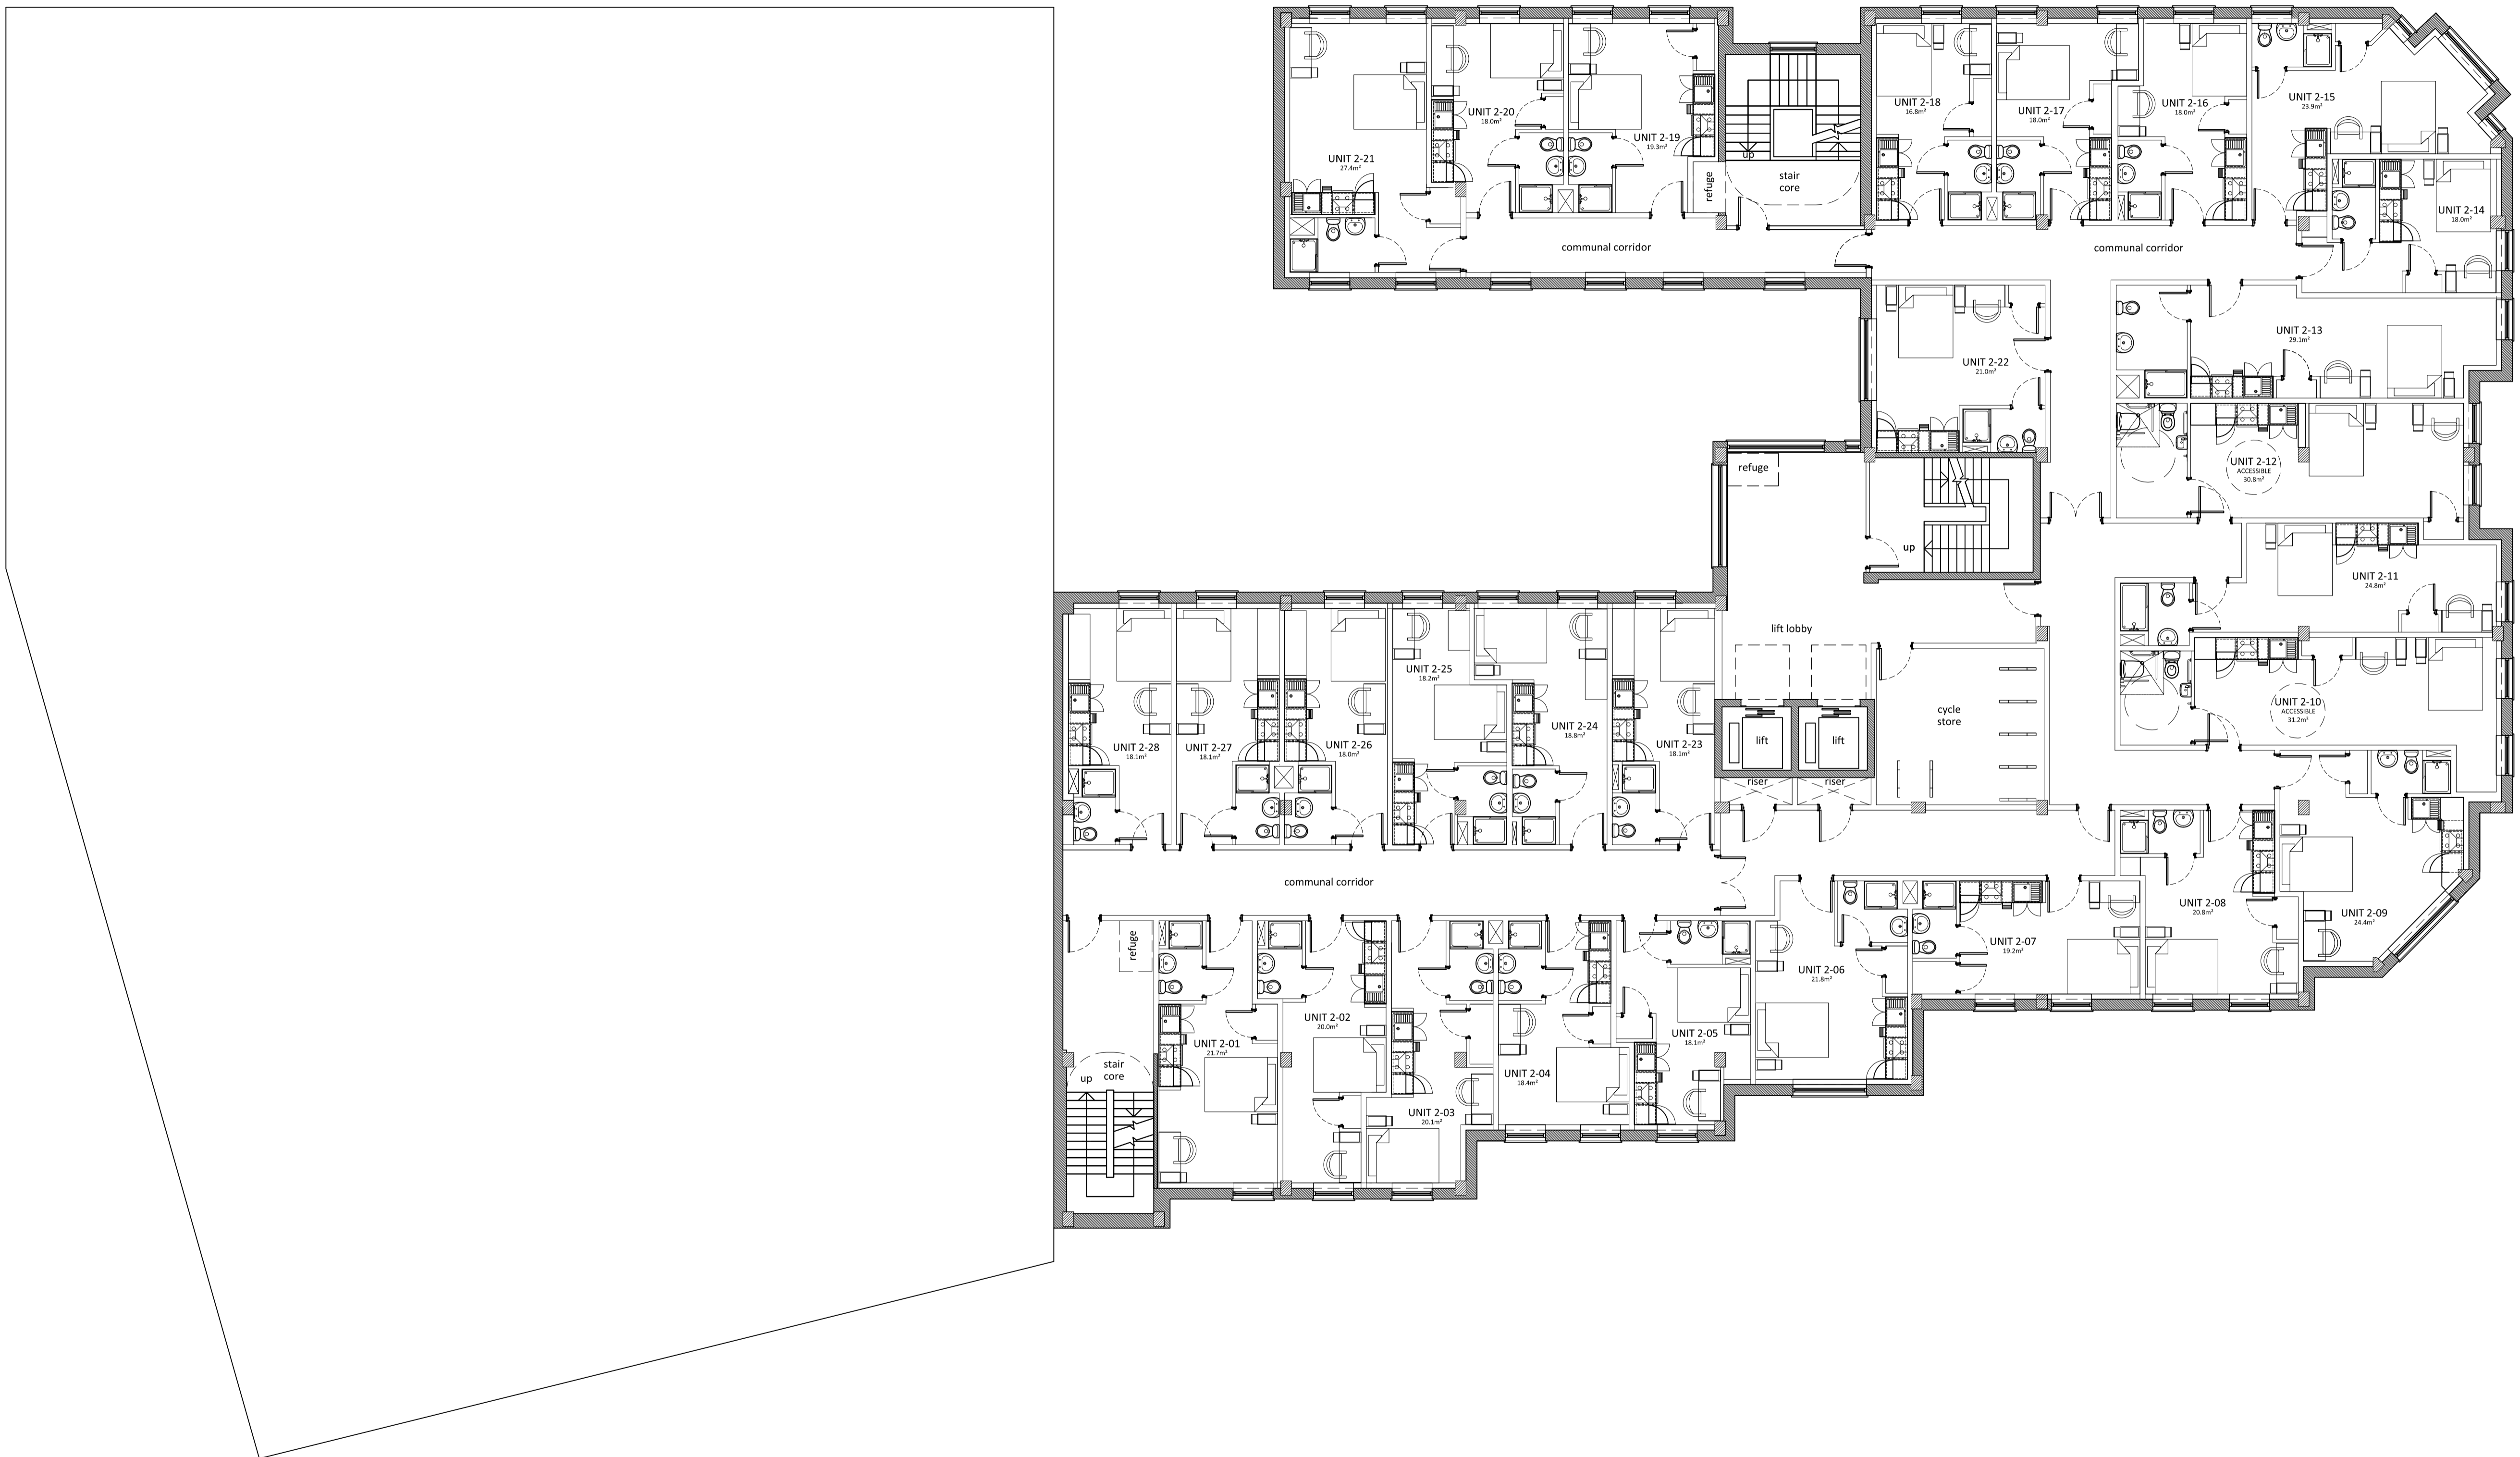 UNIT 2-21
27.4m²
UNIT 2-20
18.0m²
UNIT 2-19
19.3m²
refuge
up
stair
core
UNIT 2-18
16.8m²
UNIT 2-17
18.0m²
UNIT 2-16
18.0m²
UNIT 2-15
23.9m²
UNIT 2-14
18.0m²
communal corridor
communal corridor
UNIT 2-13
29.1m²
UNIT 2-22
21.0m²
refuge
UNIT 2-12
ACCESSIBLE
30.8m²
up
UNIT 2-11
24.8m²
lift lobby
UNIT 2-10
ACCESSIBLE
31.2m²
cycle
store
lift
lift
riser
riser
UNIT 2-28
18.1m²
UNIT 2-27
18.1m²
UNIT 2-26
18.0m²
UNIT 2-25
18.2m²
UNIT 2-24
18.8m²
UNIT 2-23
18.1m²
communal corridor
UNIT 2-09
24.4m²
UNIT 2-08
20.8m²
UNIT 2-07
19.2m²
UNIT 2-06
21.8m²
refuge
UNIT 2-05
18.1m²
UNIT 2-04
18.4m²
UNIT 2-03
20.1m²
UNIT 2-02
20.0m²
UNIT 2-01
21.7m²
stair
core
up